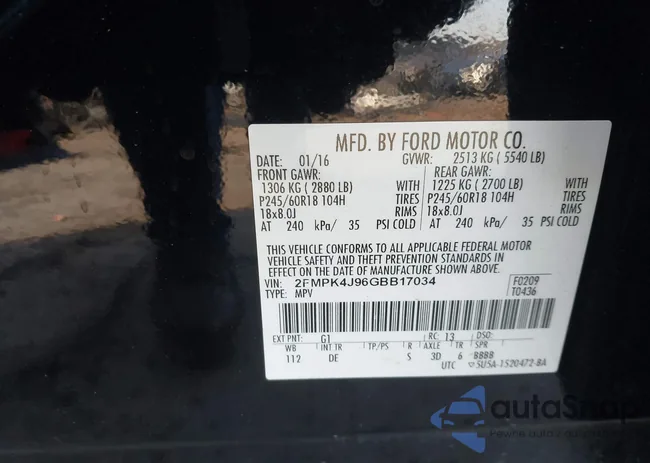 MFD. BY FORD MOTOR CO.
DATE: 01/16 GVWR: 2513 KG ( 5540 LB)
FRONT GAWR: REAR GAWR:
1306 KG ( 2880 LB) WITH 1225 KG ( 2700 LB) WITH
P245/60R18 104H TIRES P245/60R18 104H TIRES
18x8.0J RIMS 18x8.0J RIMS
AT 240 kPa/ 35 PSI COLD AT 240 kPa/ 35 PSI COLD
THIS VEHICLE CONFORMS TO ALL APPLICABLE FEDERAL MOTOR
VEHICLE SAFETY AND THEFT PREVENTION STANDARDS IN
EFFECT ON THE DATE OF MANUFACTURE SHOWN ABOVE.
VIN: 2FMPK4J96GBB17034 F0209
TYPE: MPV T0436
EXT PNT: G1 RC: 13 DSO:
WB INT TR TP/PS R AXLE TR SPR
112 DE S 3D 6 BBBB
UTC 5U5A-1520472-BA
autaSnap
Pewne auta z